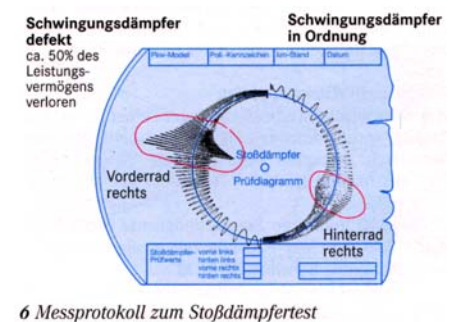 Schwingungsdämpfer
defekt
ca. 50% des
Leistungs-
vermögens
verloren
Schwingungsdämpfer
in Ordnung
Pkw-Modell
Poli.-Kennzeichen
km-Stand
Datum
Stoßdämpfer
Prüfdiagramm
Vorderrad
rechts
Hinterrad
rechts
Stoßdämpfer- vorne links
Prüfwerte hinten links
vorne rechts
hinten rechts
6 Messprotokoll zum Stoßdämpfertest